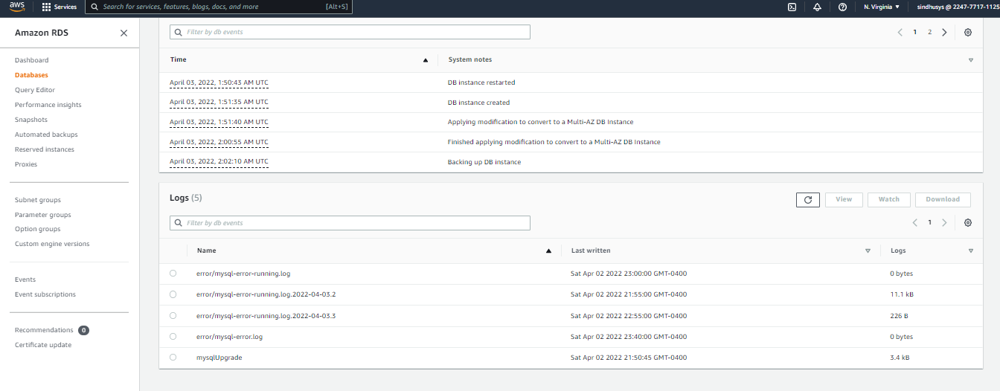 aws Services Search for services, features, blogs, docs, and more [Alt+S] N. Virginia sindhusys @ 2247-7717-1125
Amazon RDS
Dashboard
Databases
Query Editor
Performance insights
Snapshots
Automated backups
Reserved instances
Proxies
Subnet groups
Parameter groups
Option groups
Custom engine versions
Events
Event subscriptions
Recommendations 0
Certificate update
Filter by db events 1 2
Time System notes
April 03, 2022, 1:50:43 AM UTC DB instance restarted
April 03, 2022, 1:51:35 AM UTC DB instance created
April 03, 2022, 1:51:40 AM UTC Applying modification to convert to a Multi-AZ DB Instance
April 03, 2022, 2:00:55 AM UTC Finished applying modification to convert to a Multi-AZ DB Instance
April 03, 2022, 2:02:10 AM UTC Backing up DB instance
Logs (5) View Watch Download
Filter by db events 1
Name Last written Logs
error/mysql-error-running.log Sat Apr 02 2022 23:00:00 GMT-0400 0 bytes
error/mysql-error-running.log.2022-04-03.2 Sat Apr 02 2022 21:55:00 GMT-0400 11.1 kB
error/mysql-error-running.log.2022-04-03.3 Sat Apr 02 2022 22:55:00 GMT-0400 226 B
error/mysql-error.log Sat Apr 02 2022 23:40:00 GMT-0400 0 bytes
mysqlUpgrade Sat Apr 02 2022 21:50:45 GMT-0400 3.4 kB